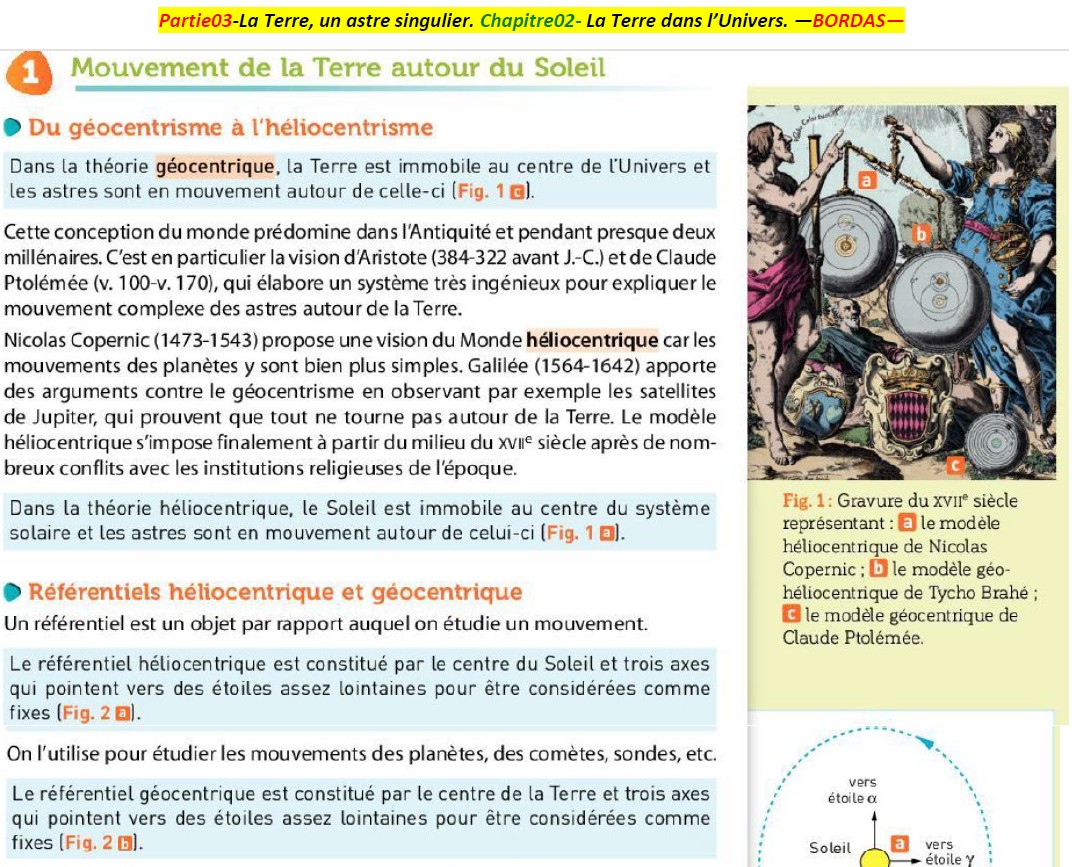 Partie03-La Terre, un astre singulier. Chapitre02- La Terre dans l’Univers. —BORDAS—
1 Mouvement de la Terre autour du Soleil
Du géocentrisme à l’héliocentrisme
Dans la théorie géocentrique, la Terre est immobile au centre de l’Univers et
les astres sont en mouvement autour de celle-ci (Fig. 1 c).
Cette conception du monde prédomine dans l’Antiquité et pendant presque deux
millénaires. C’est en particulier la vision d’Aristote (384-322 avant J.-C.) et de Claude
Ptolémée (v. 100-v. 170), qui élabore un système très ingénieux pour expliquer le
mouvement complexe des astres autour de la Terre.
Nicolas Copernic (1473-1543) propose une vision du Monde héliocentrique car les
mouvements des planètes y sont bien plus simples. Galilée (1564-1642) apporte
des arguments contre le géocentrisme en observant par exemple les satellites
de Jupiter, qui prouvent que tout ne tourne pas autour de la Terre. Le modèle
héliocentrique s’impose finalement à partir du milieu du XVIIe siècle après de nom-
breux conflits avec les institutions religieuses de l’époque.
Dans la théorie héliocentrique, le Soleil est immobile au centre du système
solaire et les astres sont en mouvement autour de celui-ci (Fig. 1 a).
Référentiels héliocentrique et géocentrique
Un référentiel est un objet par rapport auquel on étudie un mouvement.
Le référentiel héliocentrique est constitué par le centre du Soleil et trois axes
qui pointent vers des étoiles assez lointaines pour être considérées comme
fixes (Fig. 2 a).
On l’utilise pour étudier les mouvements des planètes, des comètes, sondes, etc.
Le référentiel géocentrique est constitué par le centre de la Terre et trois axes
qui pointent vers des étoiles assez lointaines pour être considérées comme
fixes (Fig. 2 b).
a
b
c
Fig. 1 : Gravure du XVIIe siècle
représentant : a le modèle
héliocentrique de Nicolas
Copernic ; b le modèle géo-
héliocentrique de Tycho Brahé ;
c le modèle géocentrique de
Claude Ptolémée.
vers
étoile α
Soleil a vers
étoile γ